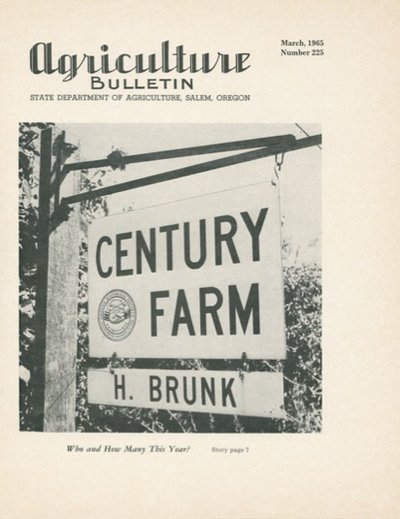 March, 1965
Number 225
Agriculture
BULLETIN
STATE DEPARTMENT OF AGRICULTURE, SALEM, OREGON
CENTURY
FARM
H. BRUNK
Who and How Many This Year? Story page 7